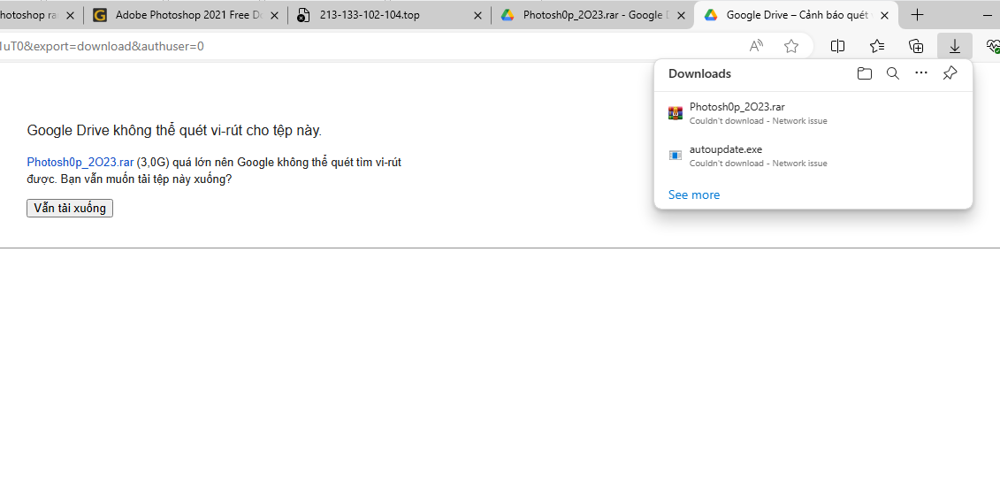 hotoshop ra
Adobe Photoshop 2021 Free Do
213-133-102-104.top
Photosh0p_2O23.rar - Google D
Google Drive – Cảnh báo quét
1uT0&export=download&authuser=0
Downloads
Photosh0p_2O23.rar
Couldn't download - Network issue
autoupdate.exe
Couldn't download - Network issue
See more
Google Drive không thể quét vi-rút cho tệp này.
Photosh0p_2O23.rar (3,0G) quá lớn nên Google không thể quét tìm vi-rút
được. Bạn vẫn muốn tải tệp này xuống?
Vẫn tải xuống